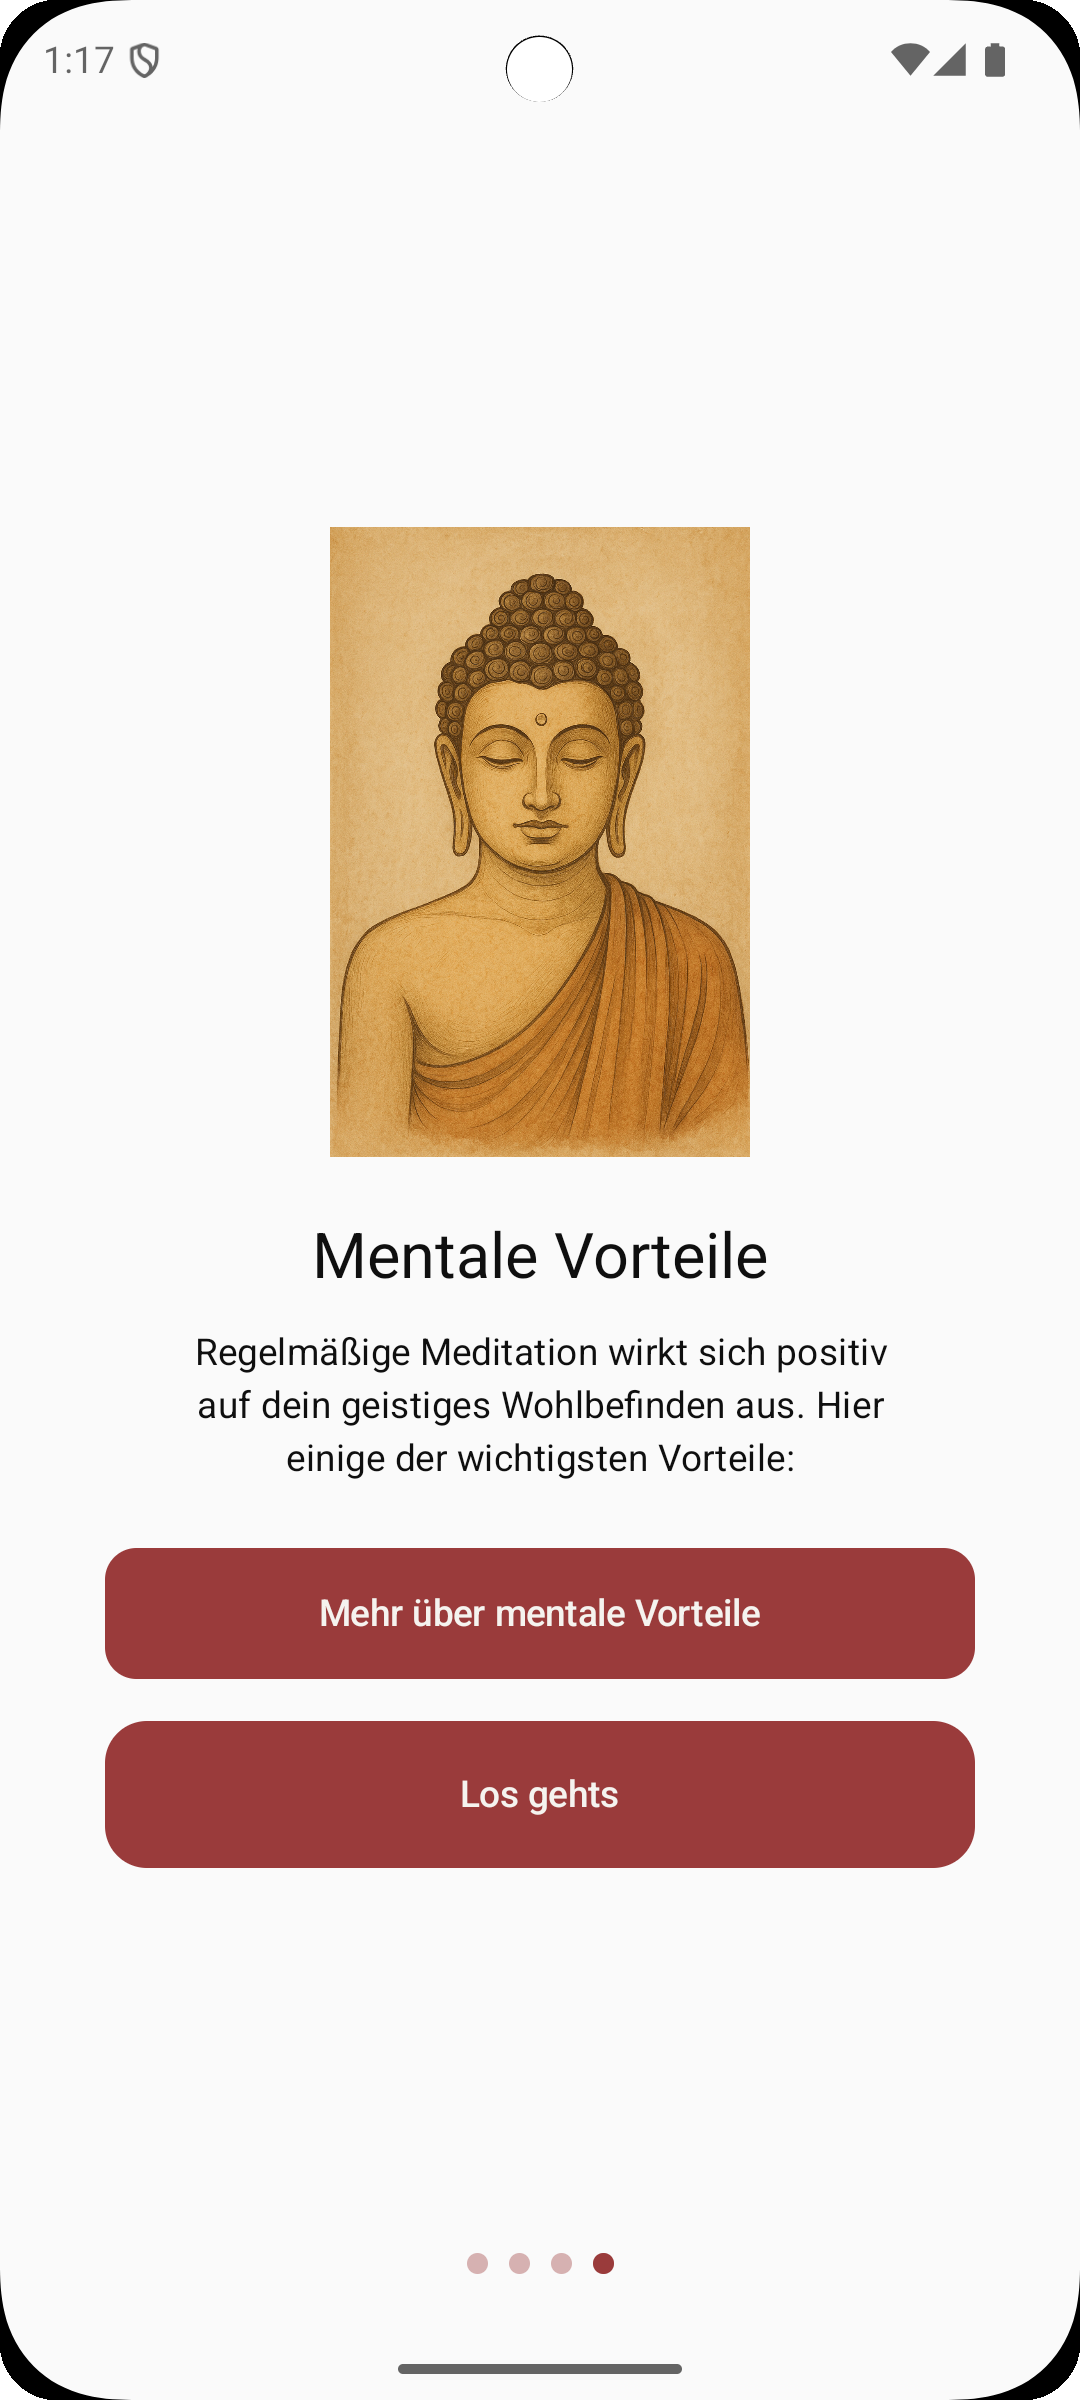 1:17
Mentale Vorteile
Regelmäßige Meditation wirkt sich positiv
auf dein geistiges Wohlbefinden aus. Hier
einige der wichtigsten Vorteile:
Mehr über mentale Vorteile
Los gehts